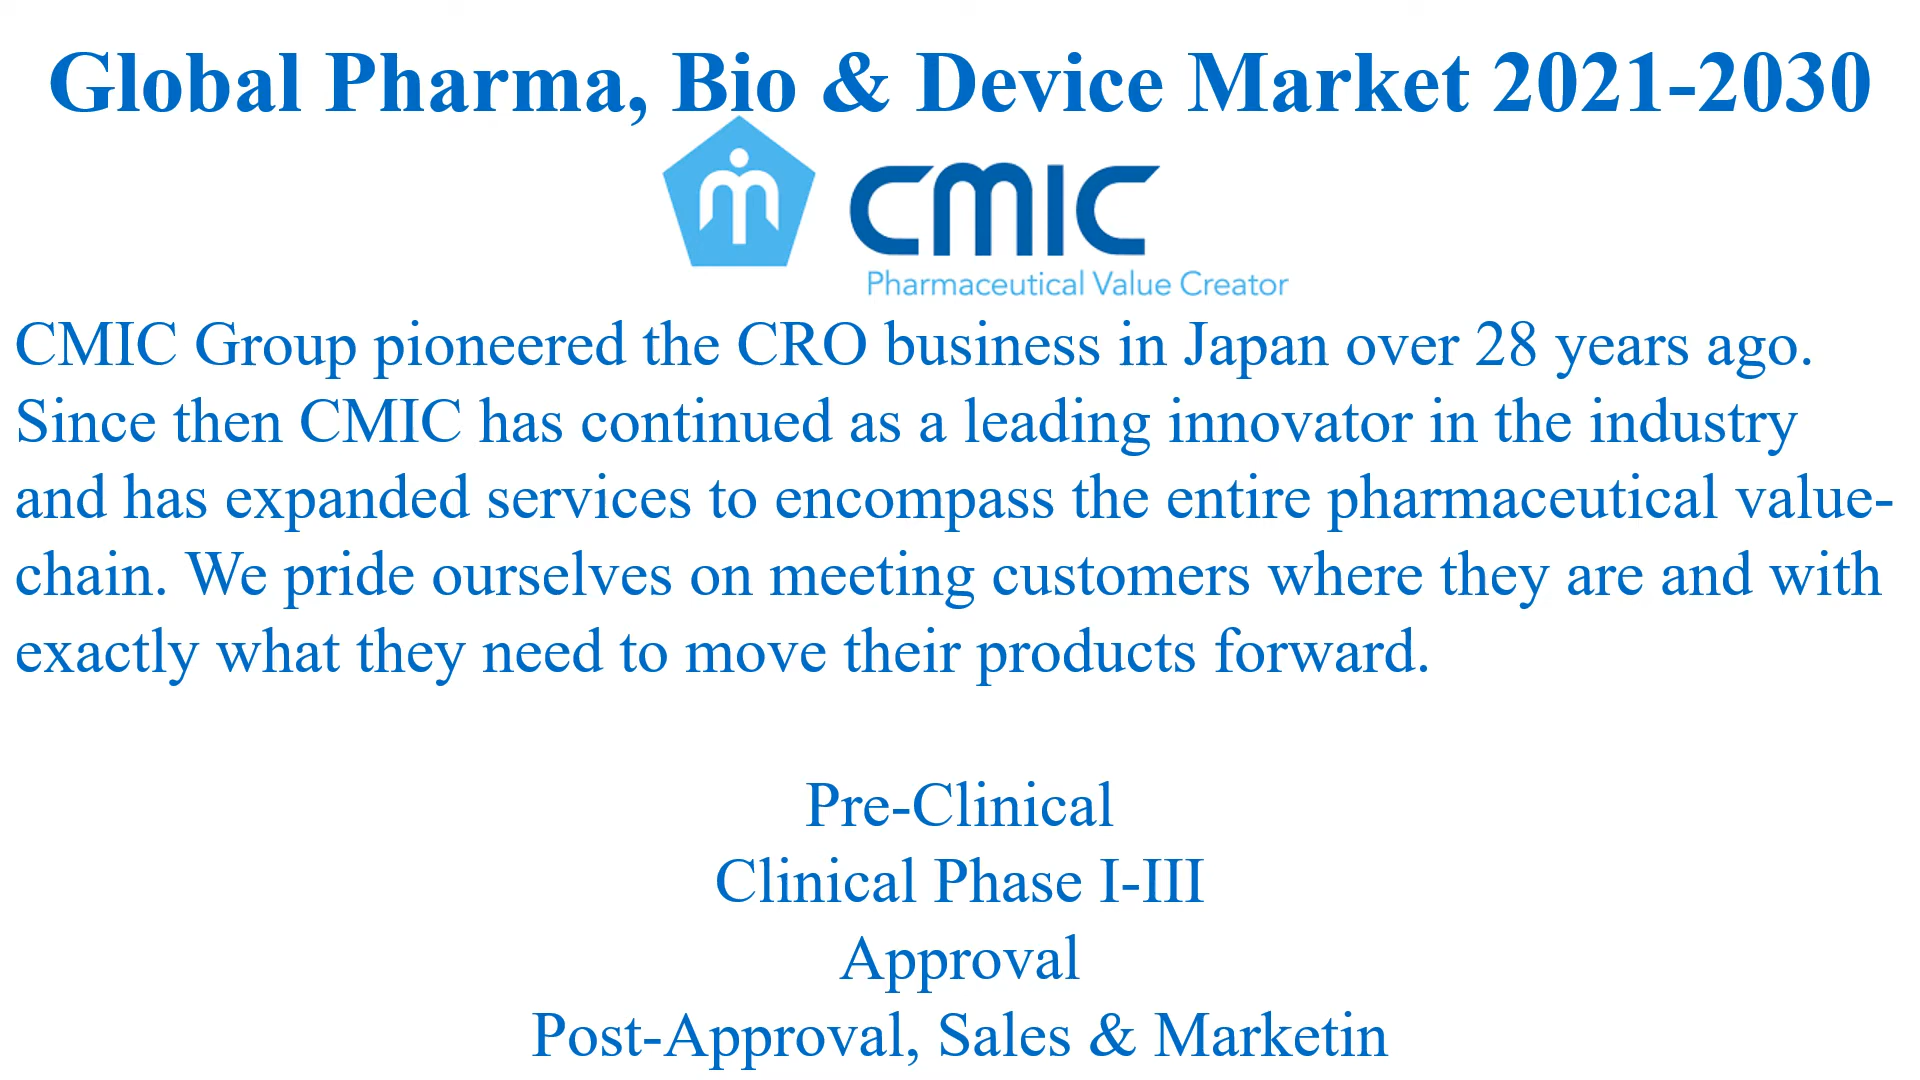 Global Pharma, Bio & Device Market 2021-2030
CMIC
Pharmaceutical Value Creator
CMIC Group pioneered the CRO business in Japan over 28 years ago.
Since then CMIC has continued as a leading innovator in the industry
and has expanded services to encompass the entire pharmaceutical value-
chain. We pride ourselves on meeting customers where they are and with
exactly what they need to move their products forward.
Pre-Clinical
Clinical Phase I-III
Approval
Post-Approval, Sales & Marketin